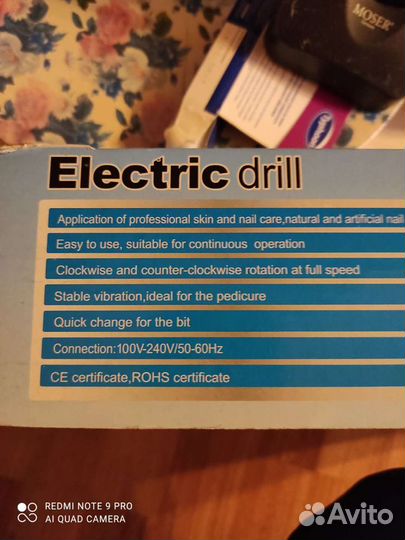 MOSER
Electric drill
Application of professional skin and nail care,natural and artificial nail
Easy to use, suitable for continuous operation
Clockwise and counter-clockwise rotation at full speed
Stable vibration,ideal for the pedicure
Quick change for the bit
Connection:100V-240V/50-60Hz
CE certificate,ROHS certificate
REDMI NOTE 9 PRO
AI QUAD CAMERA
Avito